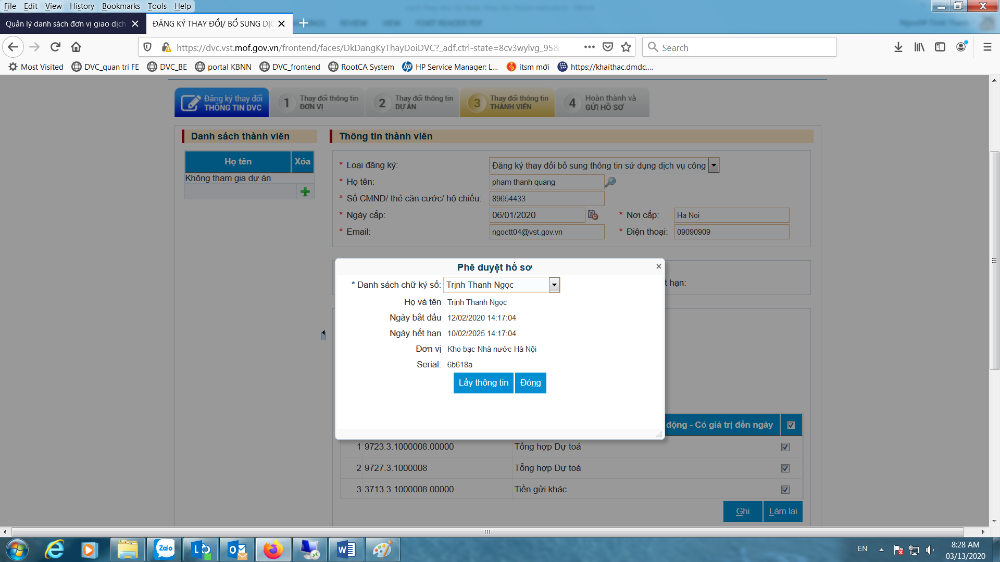 File Edit View History Bookmarks Tools Help
Quản lý danh sách đơn vị giao dịch
ĐĂNG KÝ THAY ĐỔI/ BỔ SUNG DỊC
https://dvc.vst.mof.gov.vn/frontend/faces/DkDangKyThayDoiDVC?_adf.ctrl-state=8cv3wylvg_95
Search
Most Visited DVC_quan tri FE DVC_BE portal KBNN DVC_frontend RootCA System HP Service Manager: L... itsm mới https://khaithac.dmdc....
Đăng ký thay đổi
THÔNG TIN DVC
1 Thay đổi thông tin
ĐƠN VỊ
2 Thay đổi thông tin
DỰ ÁN
3 Thay đổi thông tin
THÀNH VIÊN
4 Hoàn thành và
GỬI HỒ SƠ
Danh sách thành viên
Họ tên Xóa
Không tham gia dự án
Thông tin thành viên
* Loại đăng ký: Đăng ký thay đổi bổ sung thông tin sử dụng dịch vụ công
* Họ tên: pham thanh quang
* Số CMND/ thẻ căn cước/ hộ chiếu: 89654433
* Ngày cấp: 06/01/2020 * Nơi cấp: Ha Noi
* Email: ngoctt04@vst.gov.vn * Điện thoại: 09090909
Phê duyệt hồ sơ
* Danh sách chữ ký số: Trịnh Thanh Ngọc
t hạn:
Họ và tên Trịnh Thanh Ngọc
Ngày bắt đầu 12/02/2020 14:17:04
Ngày hết hạn 10/02/2025 14:17:04
Đơn vị Kho bạc Nhà nước Hà Nội
Serial: 6b618a
Lấy thông tin Đóng
động - Có giá trị đến ngày
1 9723.3.1000008.00000 Tổng hợp Dự toá
2 9727.3.1000008 Tổng hợp Dự toá
3 3713.3.1000008.00000 Tiền gửi khác
Ghi Làm lại
Zalo
EN
8:28 AM
03/13/2020